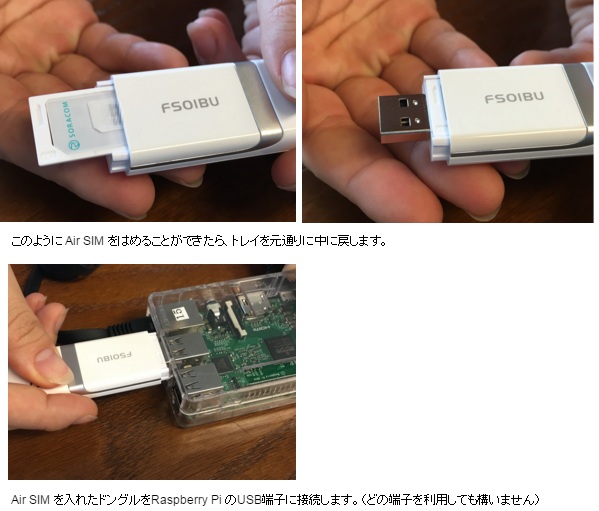 SORACOM
FSOIBU
FSOIBU
このように Air SIM をはめることができたら、トレイを元通りに中に戻します。
FSOIBU
Air SIM を入れたドングルをRaspberry Pi のUSB端子に接続します。（どの端子を利用しても構いません）